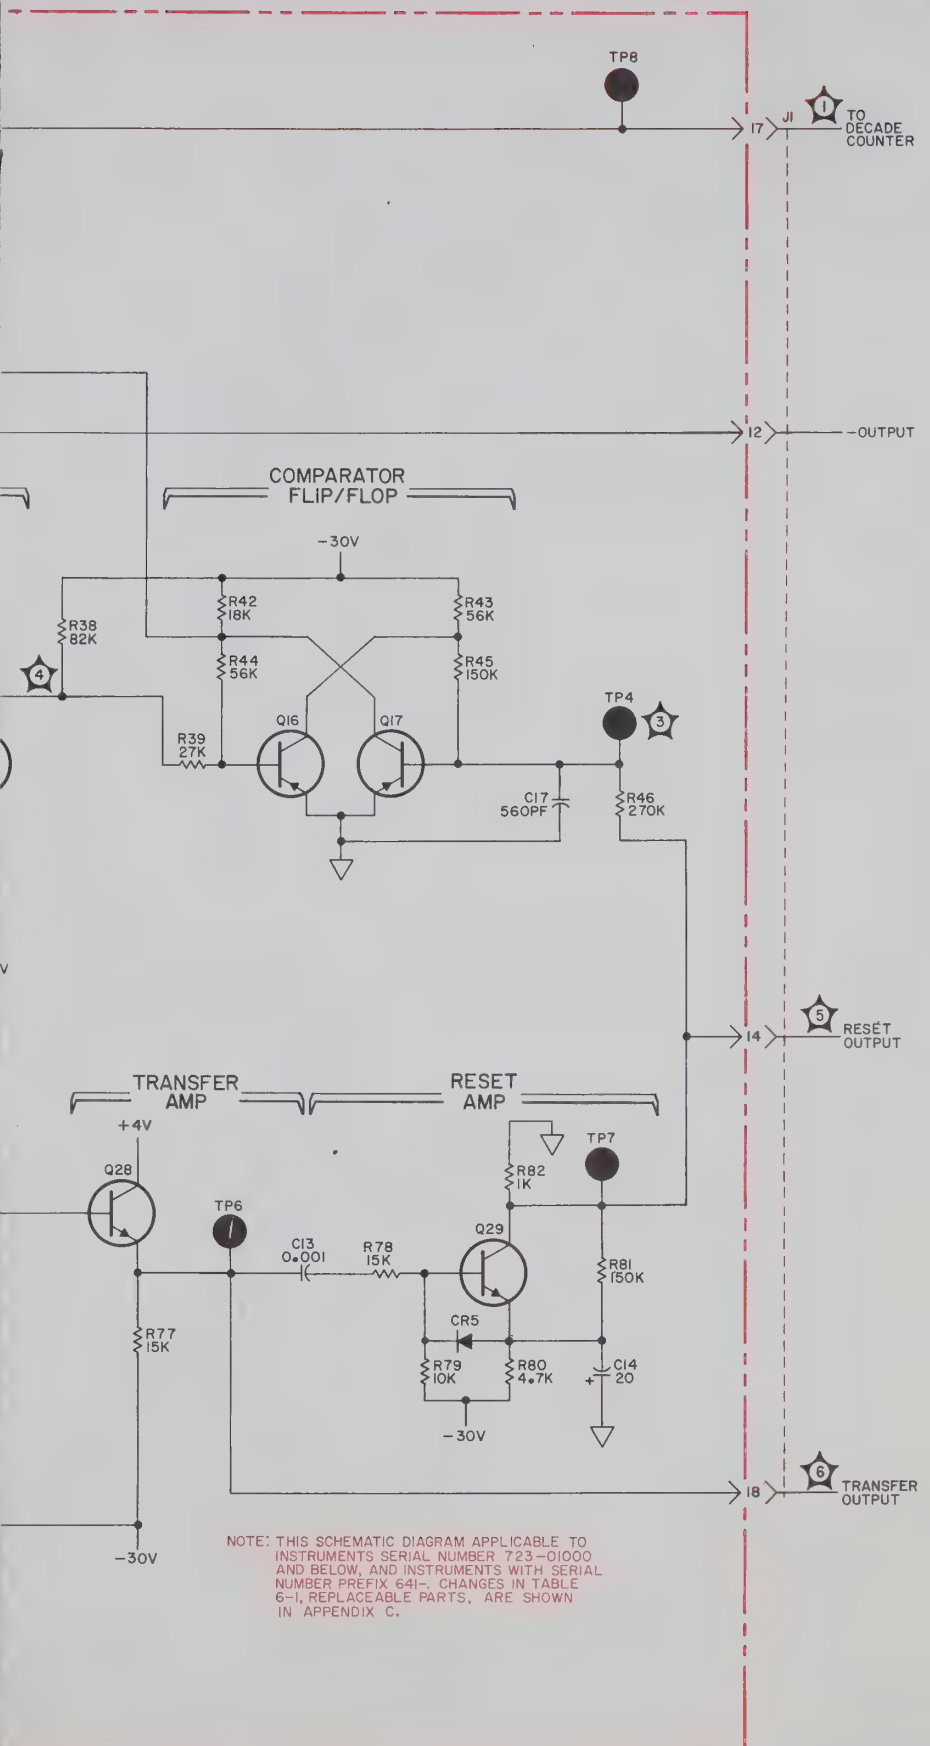 TP8
17
J1
1
TO
DECADE
COUNTER
12
-OUTPUT
COMPARATOR
FLIP/FLOP
-30V
R38
82K
R42
18K
R43
56K
4
R44
56K
R45
150K
TP4
3
R39
27K
Q16
Q17
C17
560PF
R46
270K
V
5
14
RESET
OUTPUT
TRANSFER
AMP
RESET
AMP
+4V
Q28
TP6
R82
1K
TP7
Q29
C13
0.001
R78
15K
R81
150K
R77
15K
CR5
R79
10K
R80
4.7K
+
C14
20
-30V
6
18
TRANSFER
OUTPUT
-30V
NOTE: THIS SCHEMATIC DIAGRAM APPLICABLE TO
INSTRUMENTS SERIAL NUMBER 723-01000
AND BELOW, AND INSTRUMENTS WITH SERIAL
NUMBER PREFIX 641-. CHANGES IN TABLE
6-1, REPLACEABLE PARTS, ARE SHOWN
IN APPENDIX C.